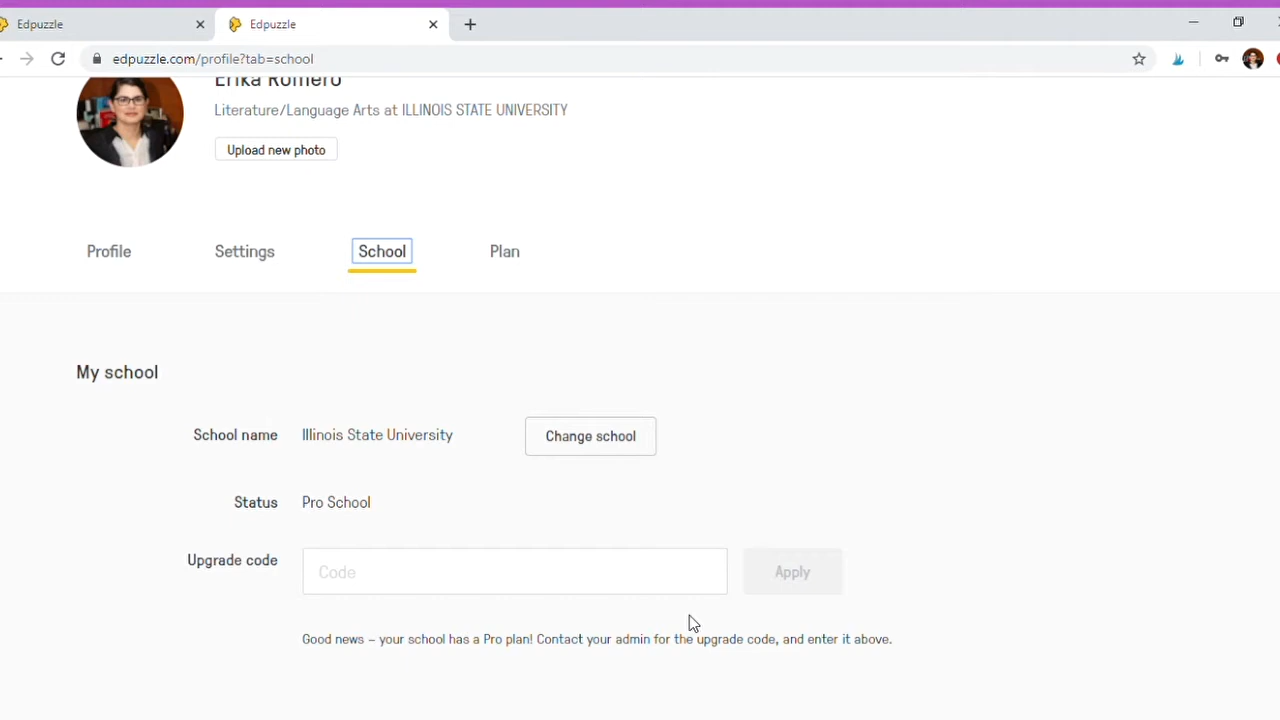 Edpuzzle
Edpuzzle
edpuzzle.com/profile?tab=school
Erika Romero
Literature/Language Arts at ILLINOIS STATE UNIVERSITY
Upload new photo
Profile
Settings
School
Plan
My school
School name
Illinois State University
Change school
Status
Pro School
Upgrade code
Code
Apply
Good news – your school has a Pro plan! Contact your admin for the upgrade code, and enter it above.